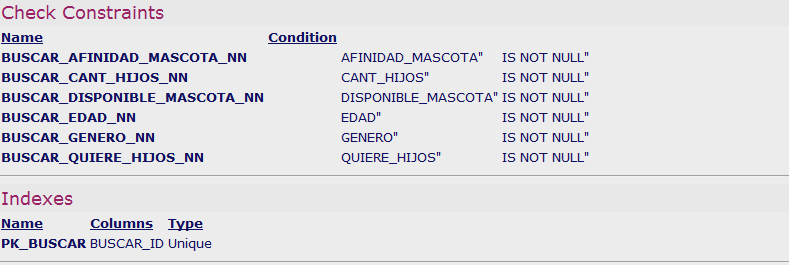 Check Constraints
Name Condition
BUSCAR_AFINIDAD_MASCOTA_NN AFINIDAD_MASCOTA" IS NOT NULL"
BUSCAR_CANT_HIJOS_NN CANT_HIJOS" IS NOT NULL"
BUSCAR_DISPONIBLE_MASCOTA_NN DISPONIBLE_MASCOTA" IS NOT NULL"
BUSCAR_EDAD_NN EDAD" IS NOT NULL"
BUSCAR_GENERO_NN GENERO" IS NOT NULL"
BUSCAR_QUIERE_HIJOS_NN QUIERE_HIJOS" IS NOT NULL"
Indexes
Name Columns Type
PK_BUSCAR BUSCAR_ID Unique